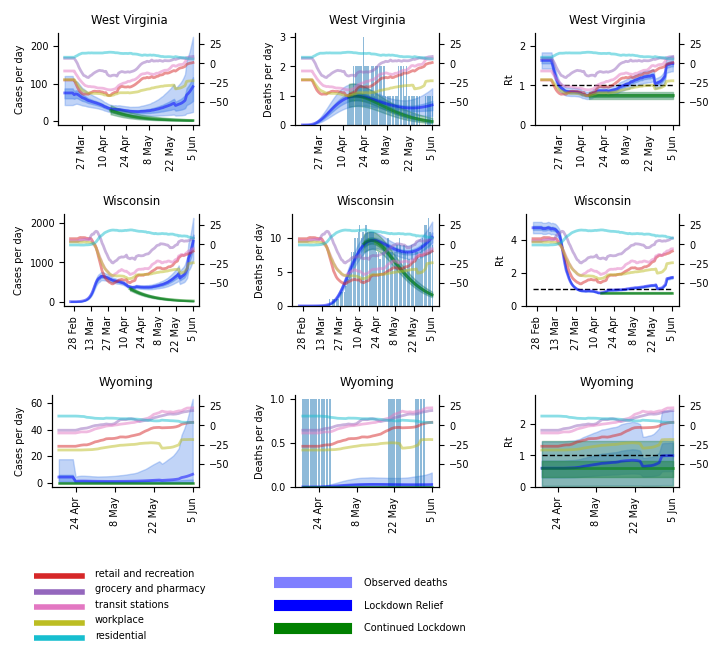 West Virginia West Virginia West Virginia
Cases per day 200 100 0 25 0 −25 −50
27 Mar 10 Apr 24 Apr 8 May 22 May 5 Jun
Deaths per day 3 2 1 0 25 0 −25 −50
27 Mar 10 Apr 24 Apr 8 May 22 May 5 Jun
Rt 2 1 0 25 0 −25 −50
27 Mar 10 Apr 24 Apr 8 May 22 May 5 Jun
Wisconsin Wisconsin Wisconsin
Cases per day 2000 1000 0 25 0 −25 −50
28 Feb 13 Mar 27 Mar 10 Apr 24 Apr 8 May 22 May 5 Jun
Deaths per day 10 5 0 25 0 −25 −50
28 Feb 13 Mar 27 Mar 10 Apr 24 Apr 8 May 22 May 5 Jun
Rt 4 2 0 25 0 −25 −50
28 Feb 13 Mar 27 Mar 10 Apr 24 Apr 8 May 22 May 5 Jun
Wyoming Wyoming Wyoming
Cases per day 60 40 20 0 25 0 −25 −50
24 Apr 8 May 22 May 5 Jun
Deaths per day 1.0 0.5 0.0 25 0 −25 −50
24 Apr 8 May 22 May 5 Jun
Rt 2 1 0 25 0 −25 −50
24 Apr 8 May 22 May 5 Jun
retail and recreation
grocery and pharmacy
transit stations
workplace
residential
Observed deaths
Lockdown Relief
Continued Lockdown